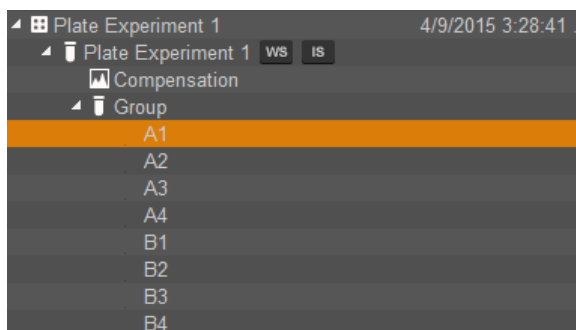 Plate Experiment 1 4/9/2015 3:28:41
Plate Experiment 1 WS IS
Compensation
Group
A1
A2
A3
A4
B1
B2
B3
B4